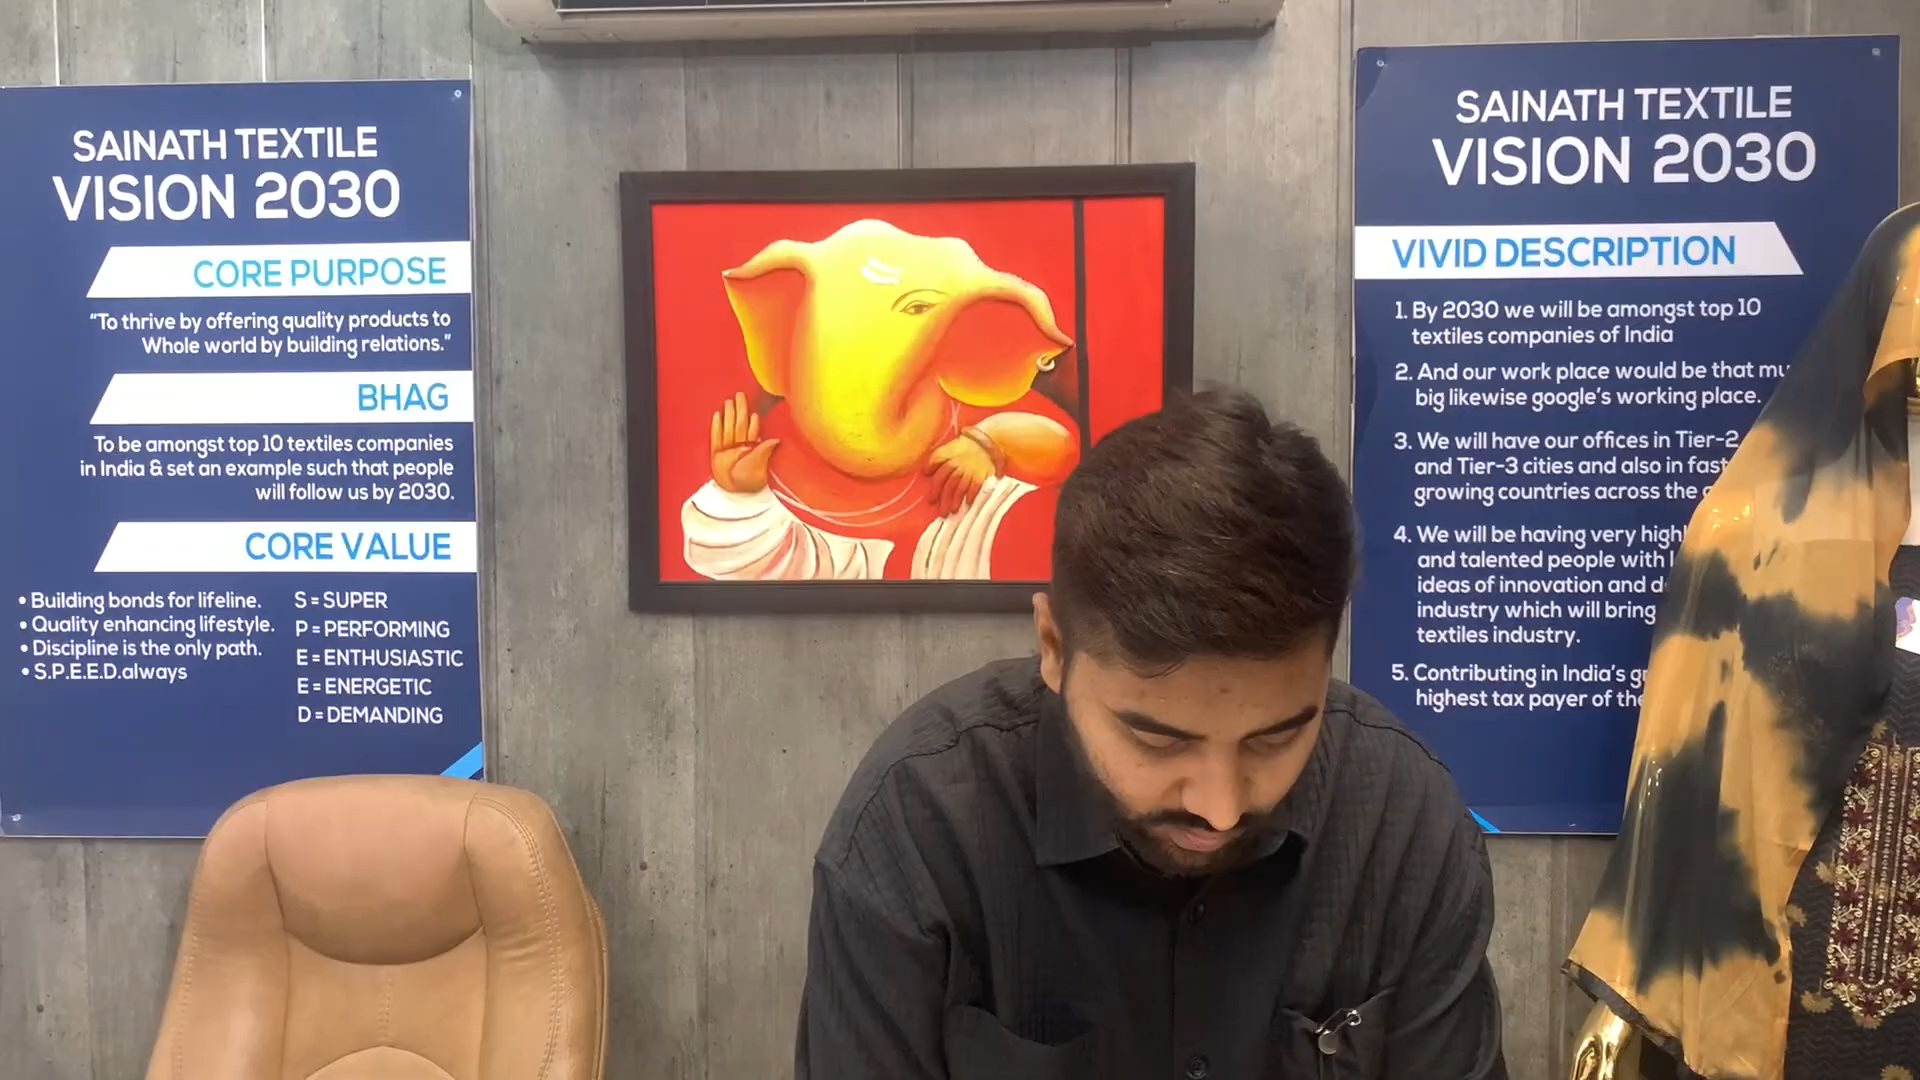 SAINATH TEXTILE
VISION 2030
CORE PURPOSE
"To thrive by offering quality products to
Whole world by building relations."
BHAG
To be amongst top 10 textiles companies
in India & set an example such that people
will follow us by 2030.
CORE VALUE
• Building bonds for lifeline.
• Quality enhancing lifestyle.
• Discipline is the only path.
• S.P.E.E.D.always
S = SUPER
P = PERFORMING
E = ENTHUSIASTIC
E = ENERGETIC
D = DEMANDING
SAINATH TEXTILE
VISION 2030
VIVID DESCRIPTION
1. By 2030 we will be amongst top 10
textiles companies of India
2. And our work place would be that
big likewise google's working place.
3. We will have our offices in Tier-2
and Tier-3 cities and also in fast
growing countries across the
4. We will be having very
and talented people with
ideas of innovation and
industry which will bring
textiles industry.
5. Contributing in India's
highest tax payer of